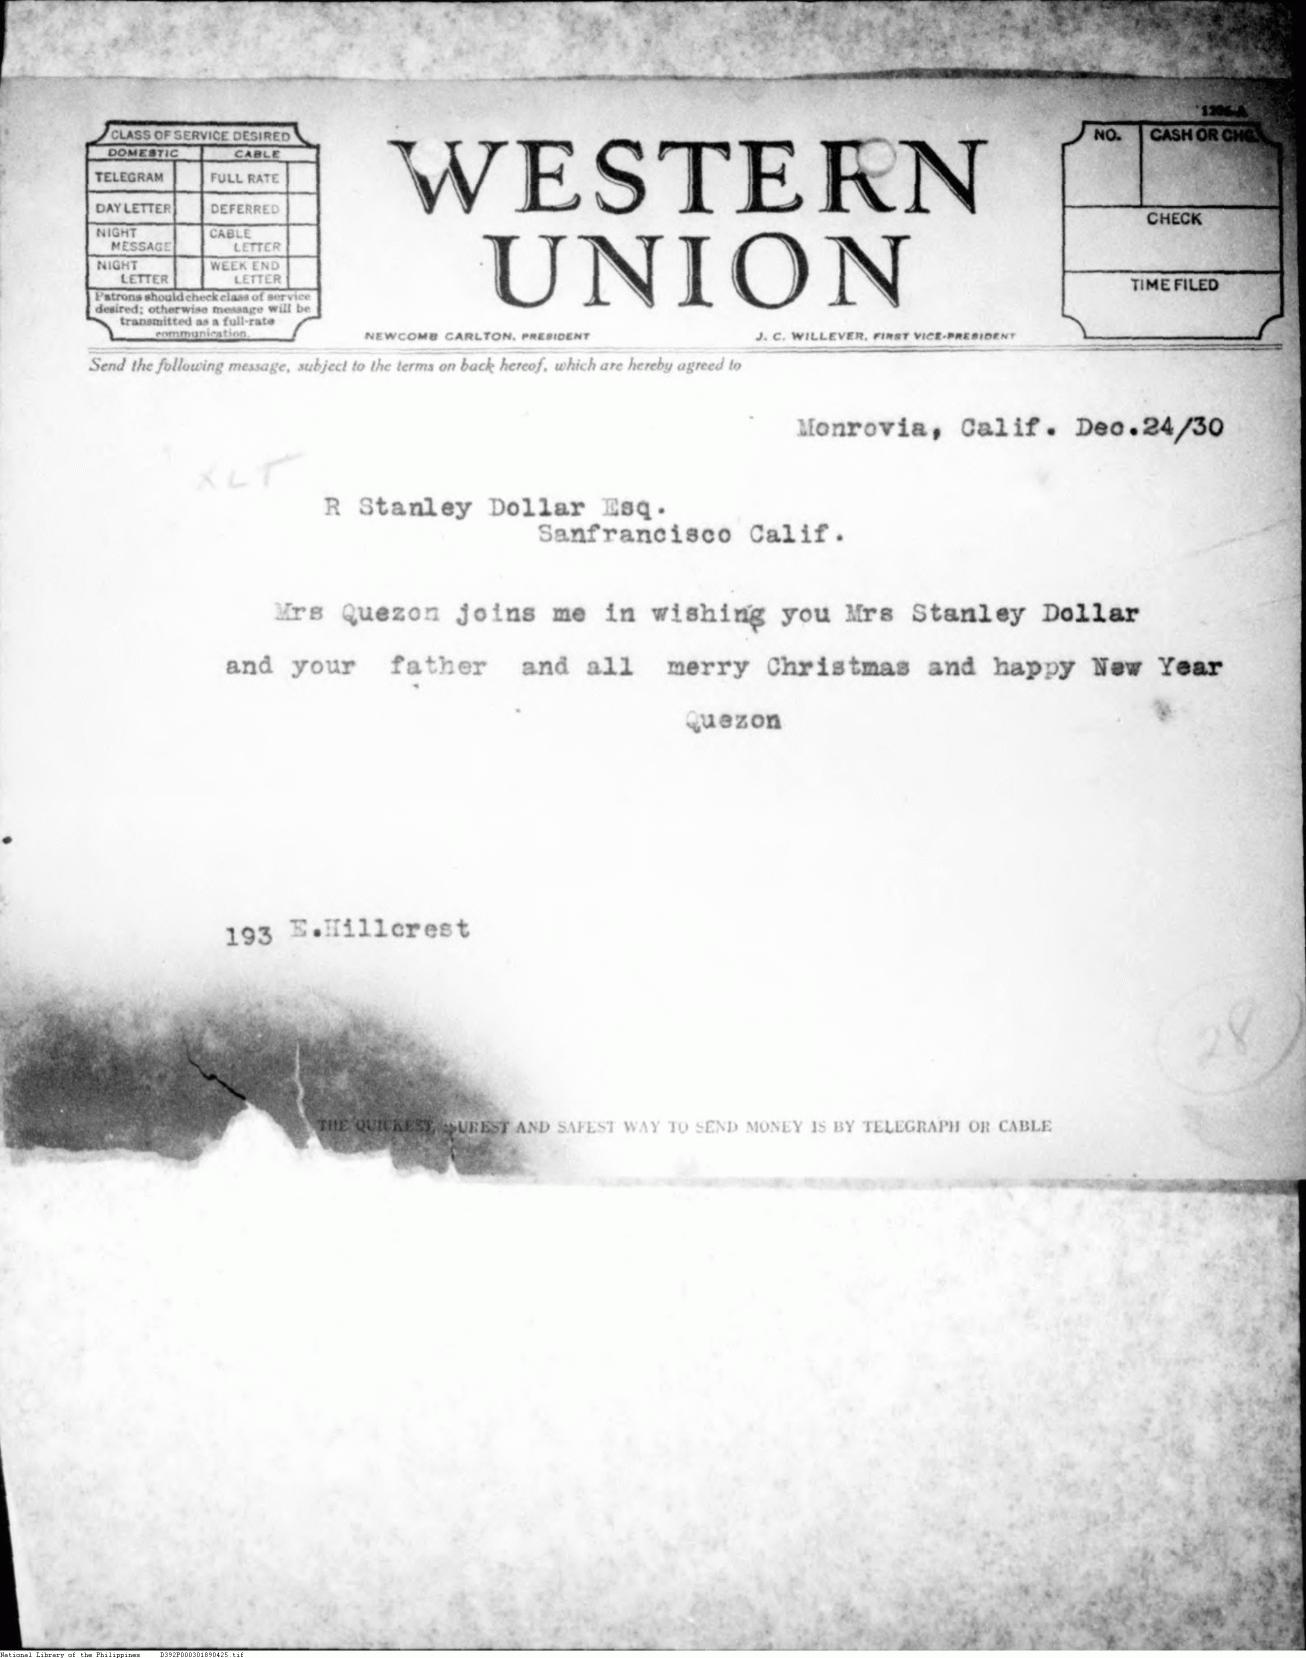 1206-A
CLASS OF SERVICE DESIRED
DOMESTIC CABLE
TELEGRAM FULL RATE
DAY LETTER DEFERRED
NIGHT MESSAGE CABLE LETTER
NIGHT LETTER WEEK END LETTER
Patrons should check class of service
desired; otherwise message will be
transmitted as a full-rate
communication.
WESTERN
UNION
NEWCOMB CARLTON, PRESIDENT J. C. WILLEVER, FIRST VICE-PRESIDENT
NO. CASH OR CHG.
CHECK
TIME FILED
Send the following message, subject to the terms on back hereof, which are hereby agreed to
Monrovia, Calif. Dec.24/30
XLT
R Stanley Dollar Esq.
Sanfrancisco Calif.
Mrs Quezon joins me in wishing you Mrs Stanley Dollar
and your father and all merry Christmas and happy New Year
Quezon
193 E.Hillcrest
28
THE QUICKEST, SUREST AND SAFEST WAY TO SEND MONEY IS BY TELEGRAPH OR CABLE
National Library of the Philippines D392P000301890425.tif